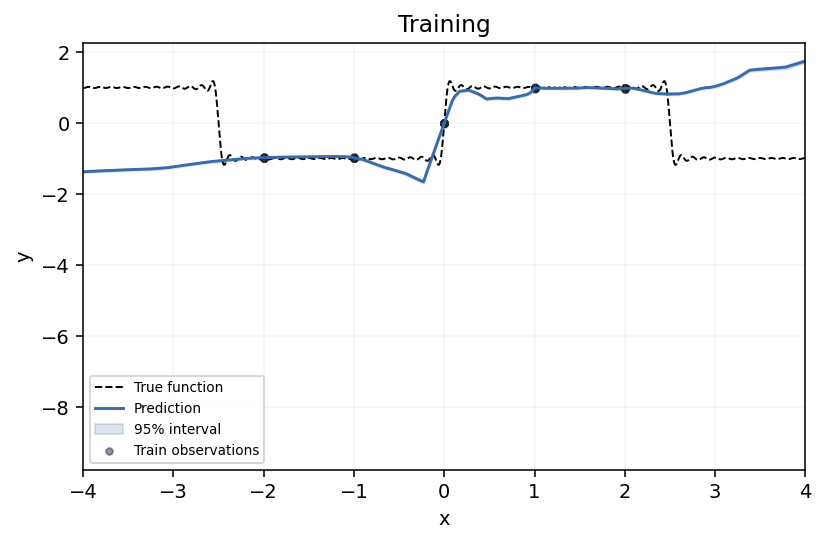 Training
2
0
−2
−4
−6
−8
y
−4 −3 −2 −1 0 1 2 3 4
x
True function
Prediction
95% interval
Train observations